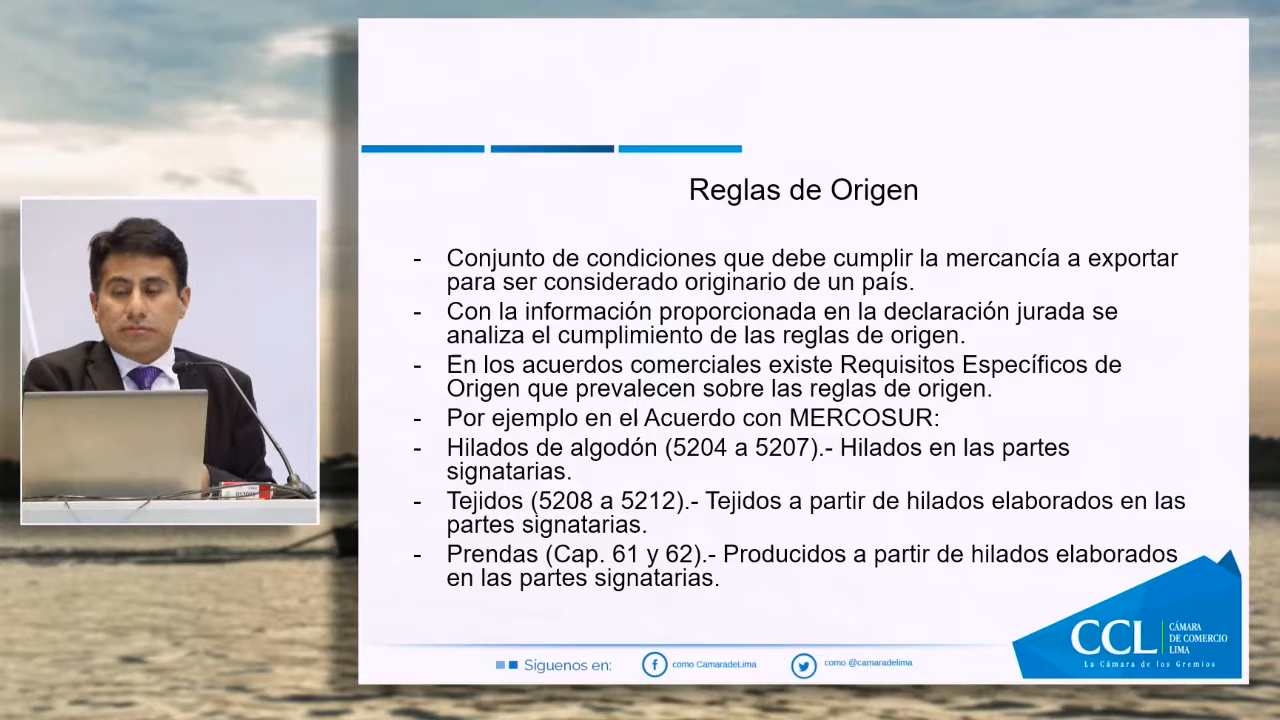 Reglas de Origen
- Conjunto de condiciones que debe cumplir la mercancía a exportar
para ser considerado originario de un país.
- Con la información proporcionada en la declaración jurada se
analiza el cumplimiento de las reglas de origen.
- En los acuerdos comerciales existe Requisitos Específicos de
Origen que prevalecen sobre las reglas de origen.
- Por ejemplo en el Acuerdo con MERCOSUR:
- Hilados de algodón (5204 a 5207).- Hilados en las partes
signatarias.
- Tejidos (5208 a 5212).- Tejidos a partir de hilados elaborados en las
partes signatarias.
- Prendas (Cap. 61 y 62).- Producidos a partir de hilados elaborados
en las partes signatarias.
CCL
CÁMARA
DE COMERCIO
LIMA
La Cámara de los Gremios
Siguenos en:
como CamaradeLima
como @camaradelima